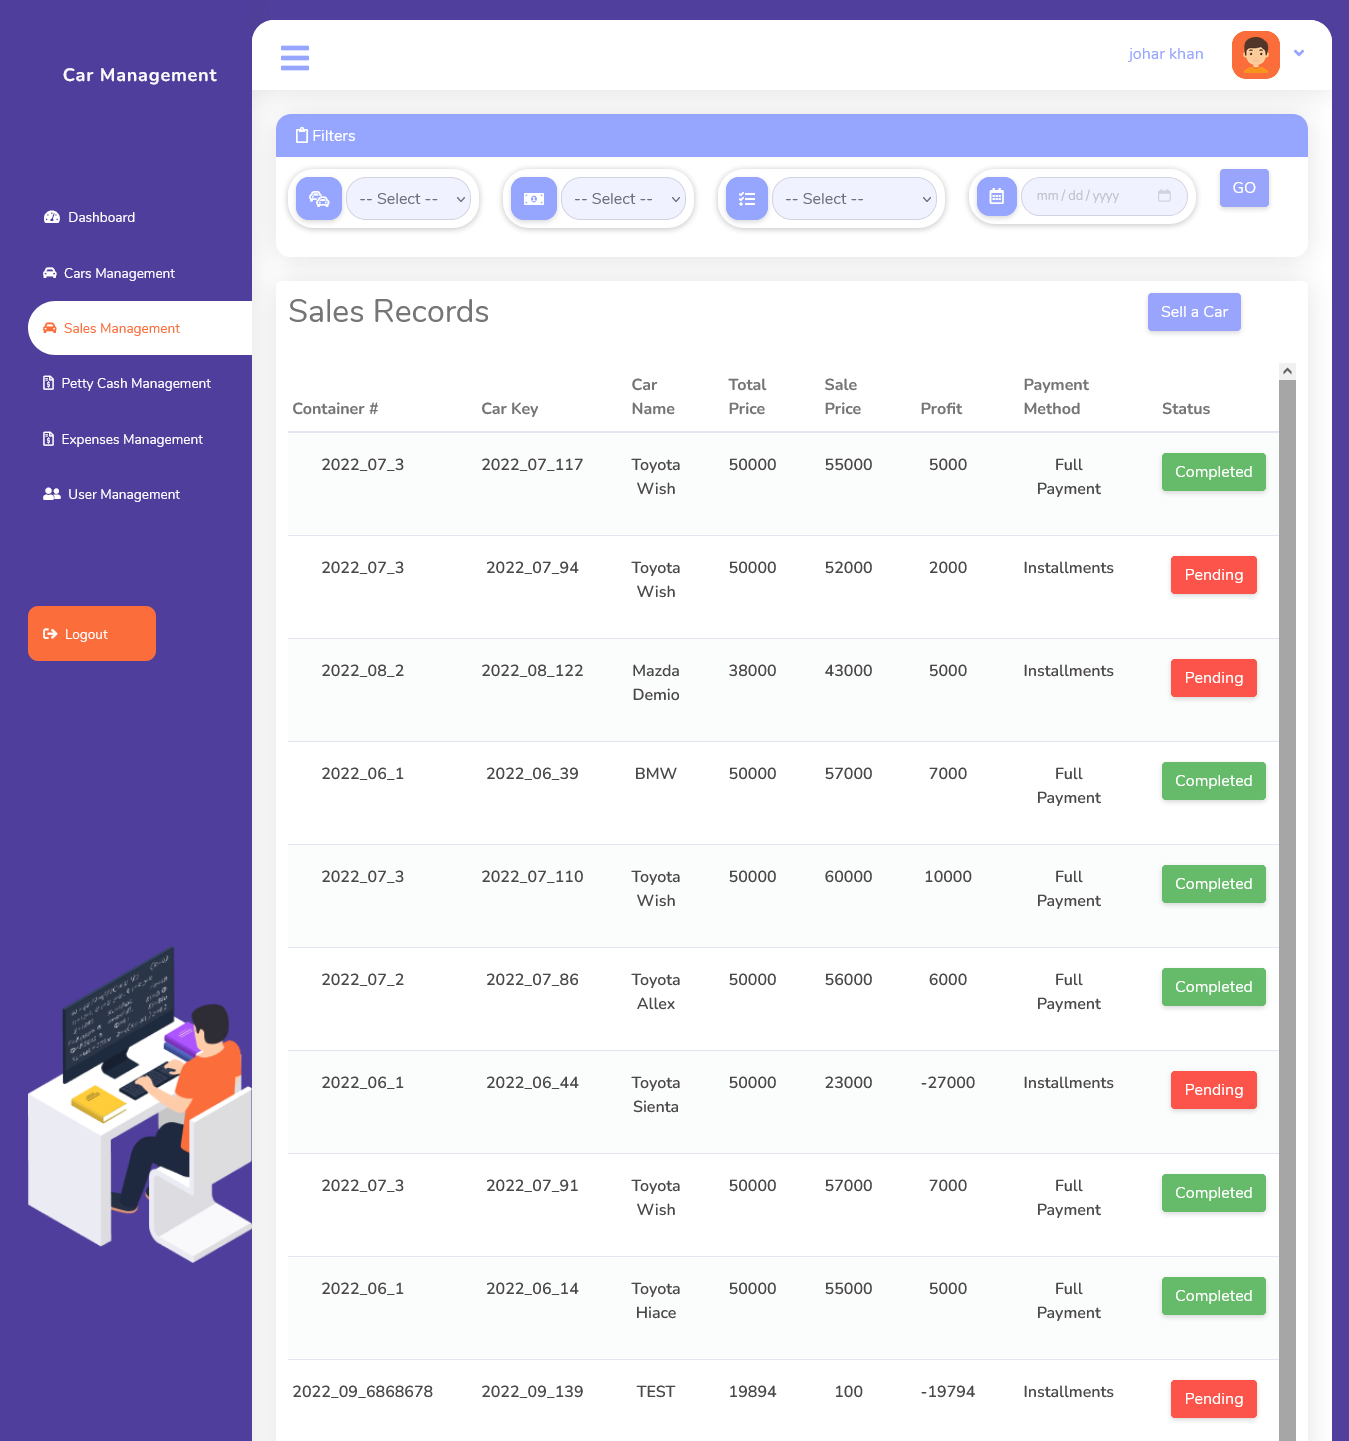 Car Management
johar khan
Filters
-- Select --
-- Select --
-- Select --
mm/dd/yyyy
GO
Dashboard
Cars Management
Sales Management
Petty Cash Management
Expenses Management
User Management
Logout
Sales Records
Sell a Car
Container # Car Key Car Name Total Price Sale Price Profit Payment Method Status
2022_07_3 2022_07_117 Toyota Wish 50000 55000 5000 Full Payment Completed
2022_07_3 2022_07_94 Toyota Wish 50000 52000 2000 Installments Pending
2022_08_2 2022_08_122 Mazda Demio 38000 43000 5000 Installments Pending
2022_06_1 2022_06_39 BMW 50000 57000 7000 Full Payment Completed
2022_07_3 2022_07_110 Toyota Wish 50000 60000 10000 Full Payment Completed
2022_07_2 2022_07_86 Toyota Allex 50000 56000 6000 Full Payment Completed
2022_06_1 2022_06_44 Toyota Sienta 50000 23000 -27000 Installments Pending
2022_07_3 2022_07_91 Toyota Wish 50000 57000 7000 Full Payment Completed
2022_06_1 2022_06_14 Toyota Hiace 50000 55000 5000 Full Payment Completed
2022_09_6868678 2022_09_139 TEST 19894 100 -19794 Installments Pending